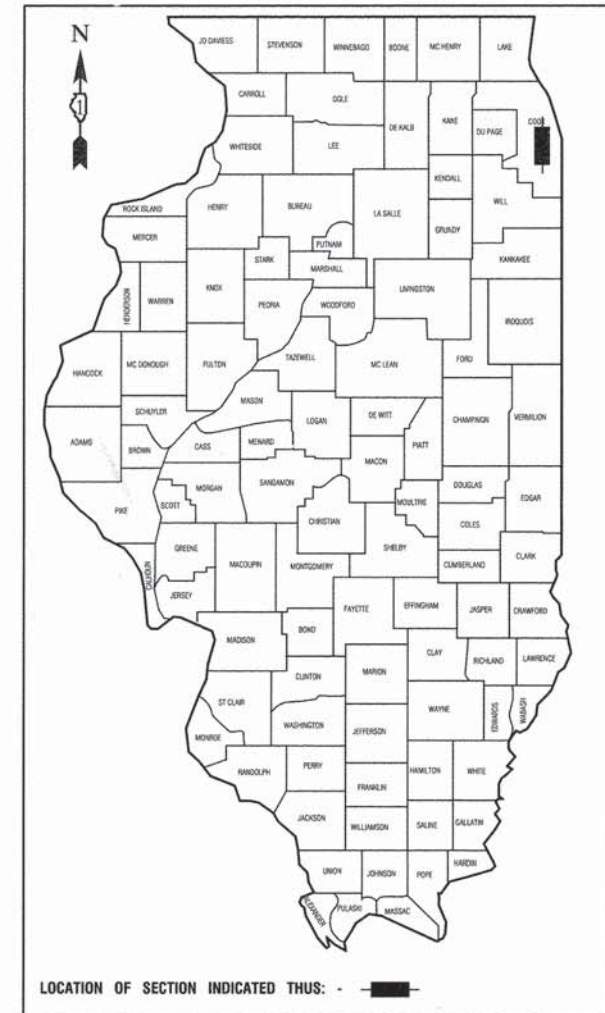 N
1
JO DAVIESS STEVENSON WINNEBAGO BOONE MC HENRY LAKE
CARROLL OGLE DE KALB KANE DU PAGE COOK
WHITESIDE LEE KENDALL WILL
ROCK ISLAND HENRY BUREAU LA SALLE GRUNDY
MERCER PUTNAM KANKAKEE
STARK MARSHALL
HENDERSON WARREN KNOX PEORIA WOODFORD LIVINGSTON IROQUOIS
HANCOCK MC DONOUGH FULTON TAZEWELL MC LEAN FORD
SCHUYLER MASON LOGAN DE WITT CHAMPIGN VERMILION
ADAMS BROWN CASS MENARD PIATT
MACON
PIKE SCOTT MORGAN SANGAMON MOULTRIE DOUGLAS EDGAR
CHRISTIAN COLES
GREENE MACOUPIN MONTGOMERY SHELBY CUMBERLAND CLARK
CALHOUN JERSEY FAYETTE EFFINGHAM JASPER CRAWFORD
MADISON BOND
CLAY RICHLAND LAWRENCE
CLINTON MARION
ST CLAIR WAYNE EDWARDS WABASH
WASHINGTON JEFFERSON
MONROE
RANDOLPH PERRY HAMILTON WHITE
FRANKLIN
JACKSON WILLIAMSON SALINE GALLATIN
UNION JOHNSON POPE HARDIN
ALEXANDER PULASKI MASSAC
LOCATION OF SECTION INDICATED THUS: -